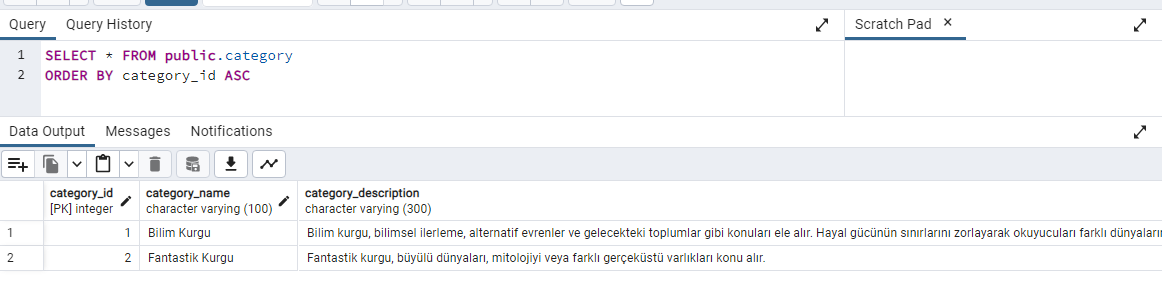 Query Query History Scratch Pad ×
1 SELECT * FROM public.category
2 ORDER BY category_id ASC
Data Output Messages Notifications
category_id category_name category_description
[PK] integer character varying (100) character varying (300)
1 1 Bilim Kurgu Bilim kurgu, bilimsel ilerleme, alternatif evrenler ve gelecekteki toplumlar gibi konuları ele alır. Hayal gücünün sınırlarını zorlayarak okuyucuları farklı
2 2 Fantastik Kurgu Fantastik kurgu, büyülü dünyaları, mitolojiyi veya farklı gerçeküstü varlıkları konu alır.